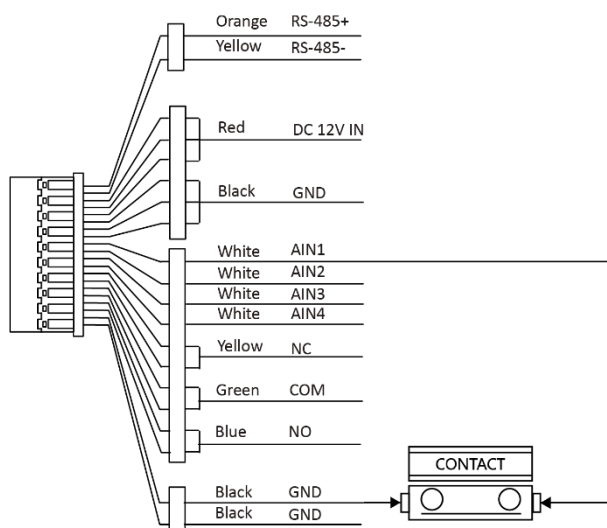 Orange RS-485+
Yellow RS-485-
Red DC 12V IN
Black GND
White AIN1
White AIN2
White AIN3
White AIN4
Yellow NC
Green COM
Blue NO
CONTACT
Black GND
Black GND